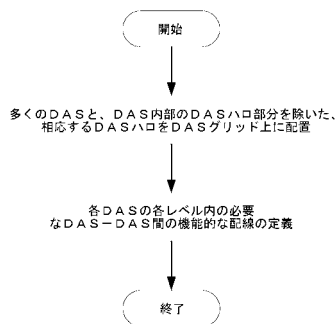 開始
多くのＤＡＳと、ＤＡＳ内部のＤＡＳハロ部分を除いた、
相応するＤＡＳハロをＤＡＳグリッド上に配置
各ＤＡＳの各レベル内の必要
なＤＡＳ－ＤＡＳ間の機能的な配線の定義
終了